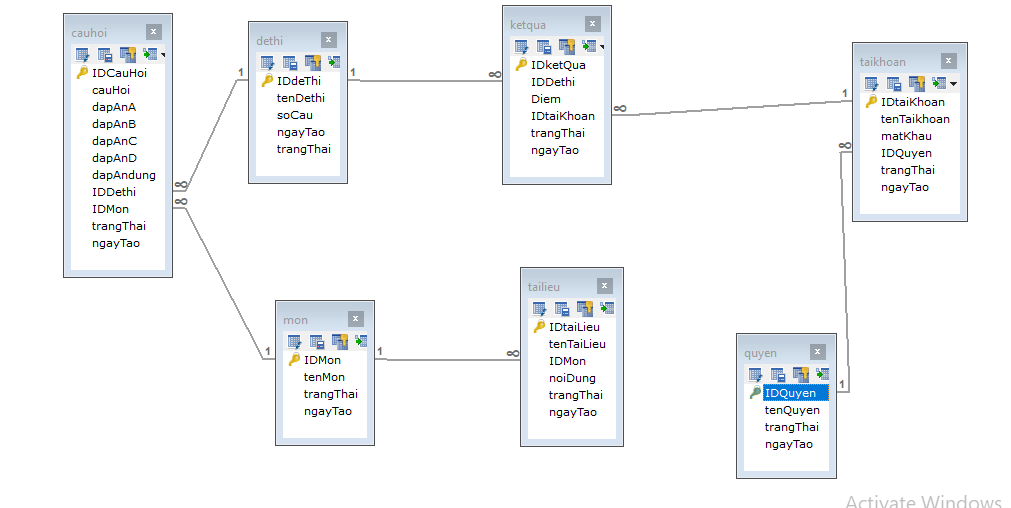 cauhoi
IDCauHoi
cauHoi
dapAnA
dapAnB
dapAnC
dapAnD
dapAndung
IDDethi
IDMon
trangThai
ngayTao
dethi
IDdeThi
tenDethi
soCau
ngayTao
trangThai
ketqua
IDketQua
IDDethi
Diem
IDtaiKhoan
trangThai
ngayTao
taikhoan
IDtaiKhoan
tenTaikhoan
matKhau
IDQuyen
trangThai
ngayTao
mon
IDMon
tenMon
trangThai
ngayTao
tailieu
IDtaiLieu
tenTaiLieu
IDMon
noiDung
trangThai
ngayTao
quyen
IDQuyen
tenQuyen
trangThai
ngayTao
1
1
1
1
1
1
Activate Windows